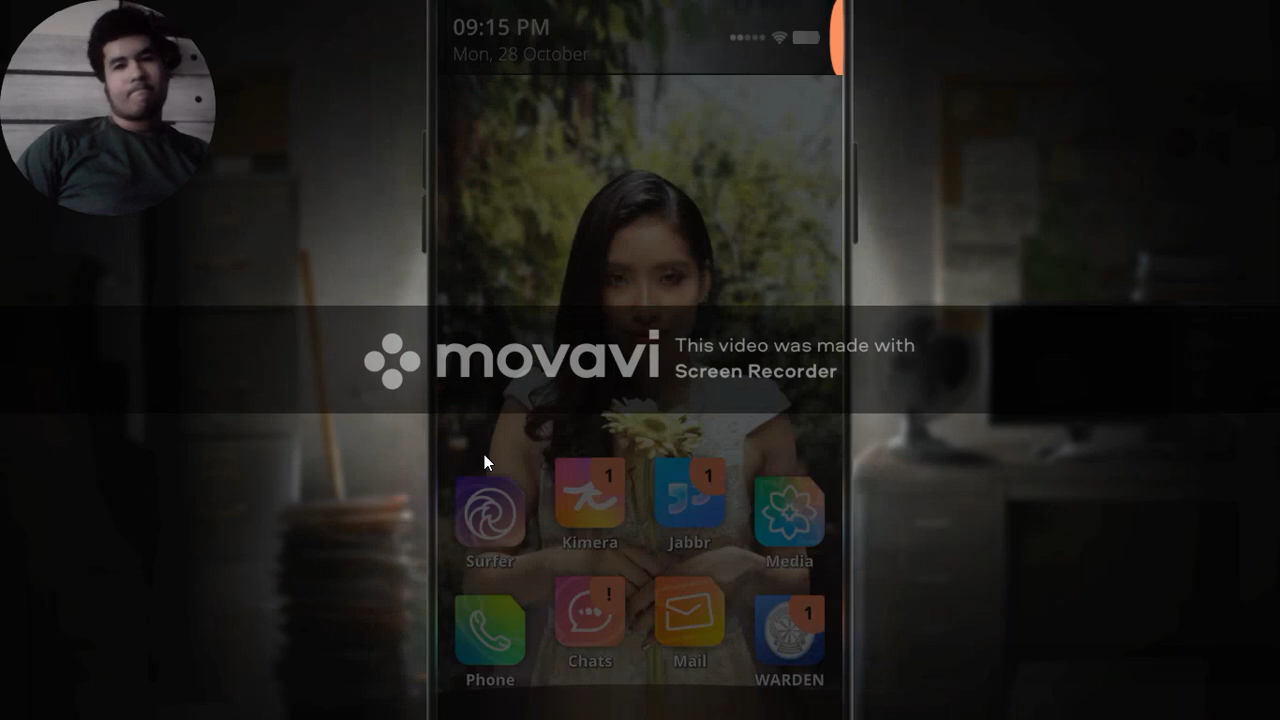 09:15 PM
Mon, 28 October
movavi
This video was made with
Screen Recorder
1
1
Surfer
Kimera
Jabbr
Media
!
1
Phone
Chats
Mail
WARDEN